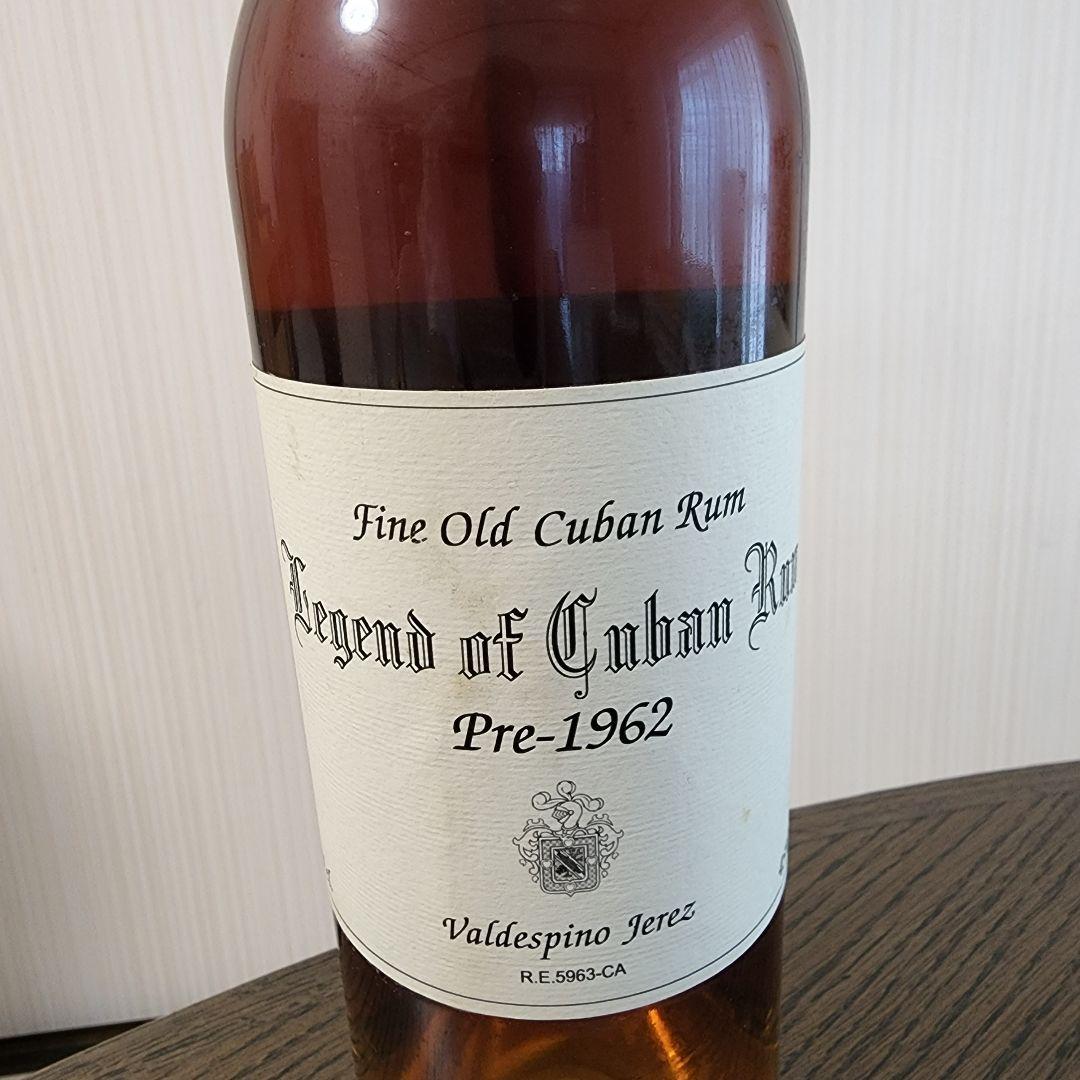 Fine Old Cuban Rum
Legend of Cuban Rum
Pre-1962
Valdespino Jerez
R.E.5963-CA